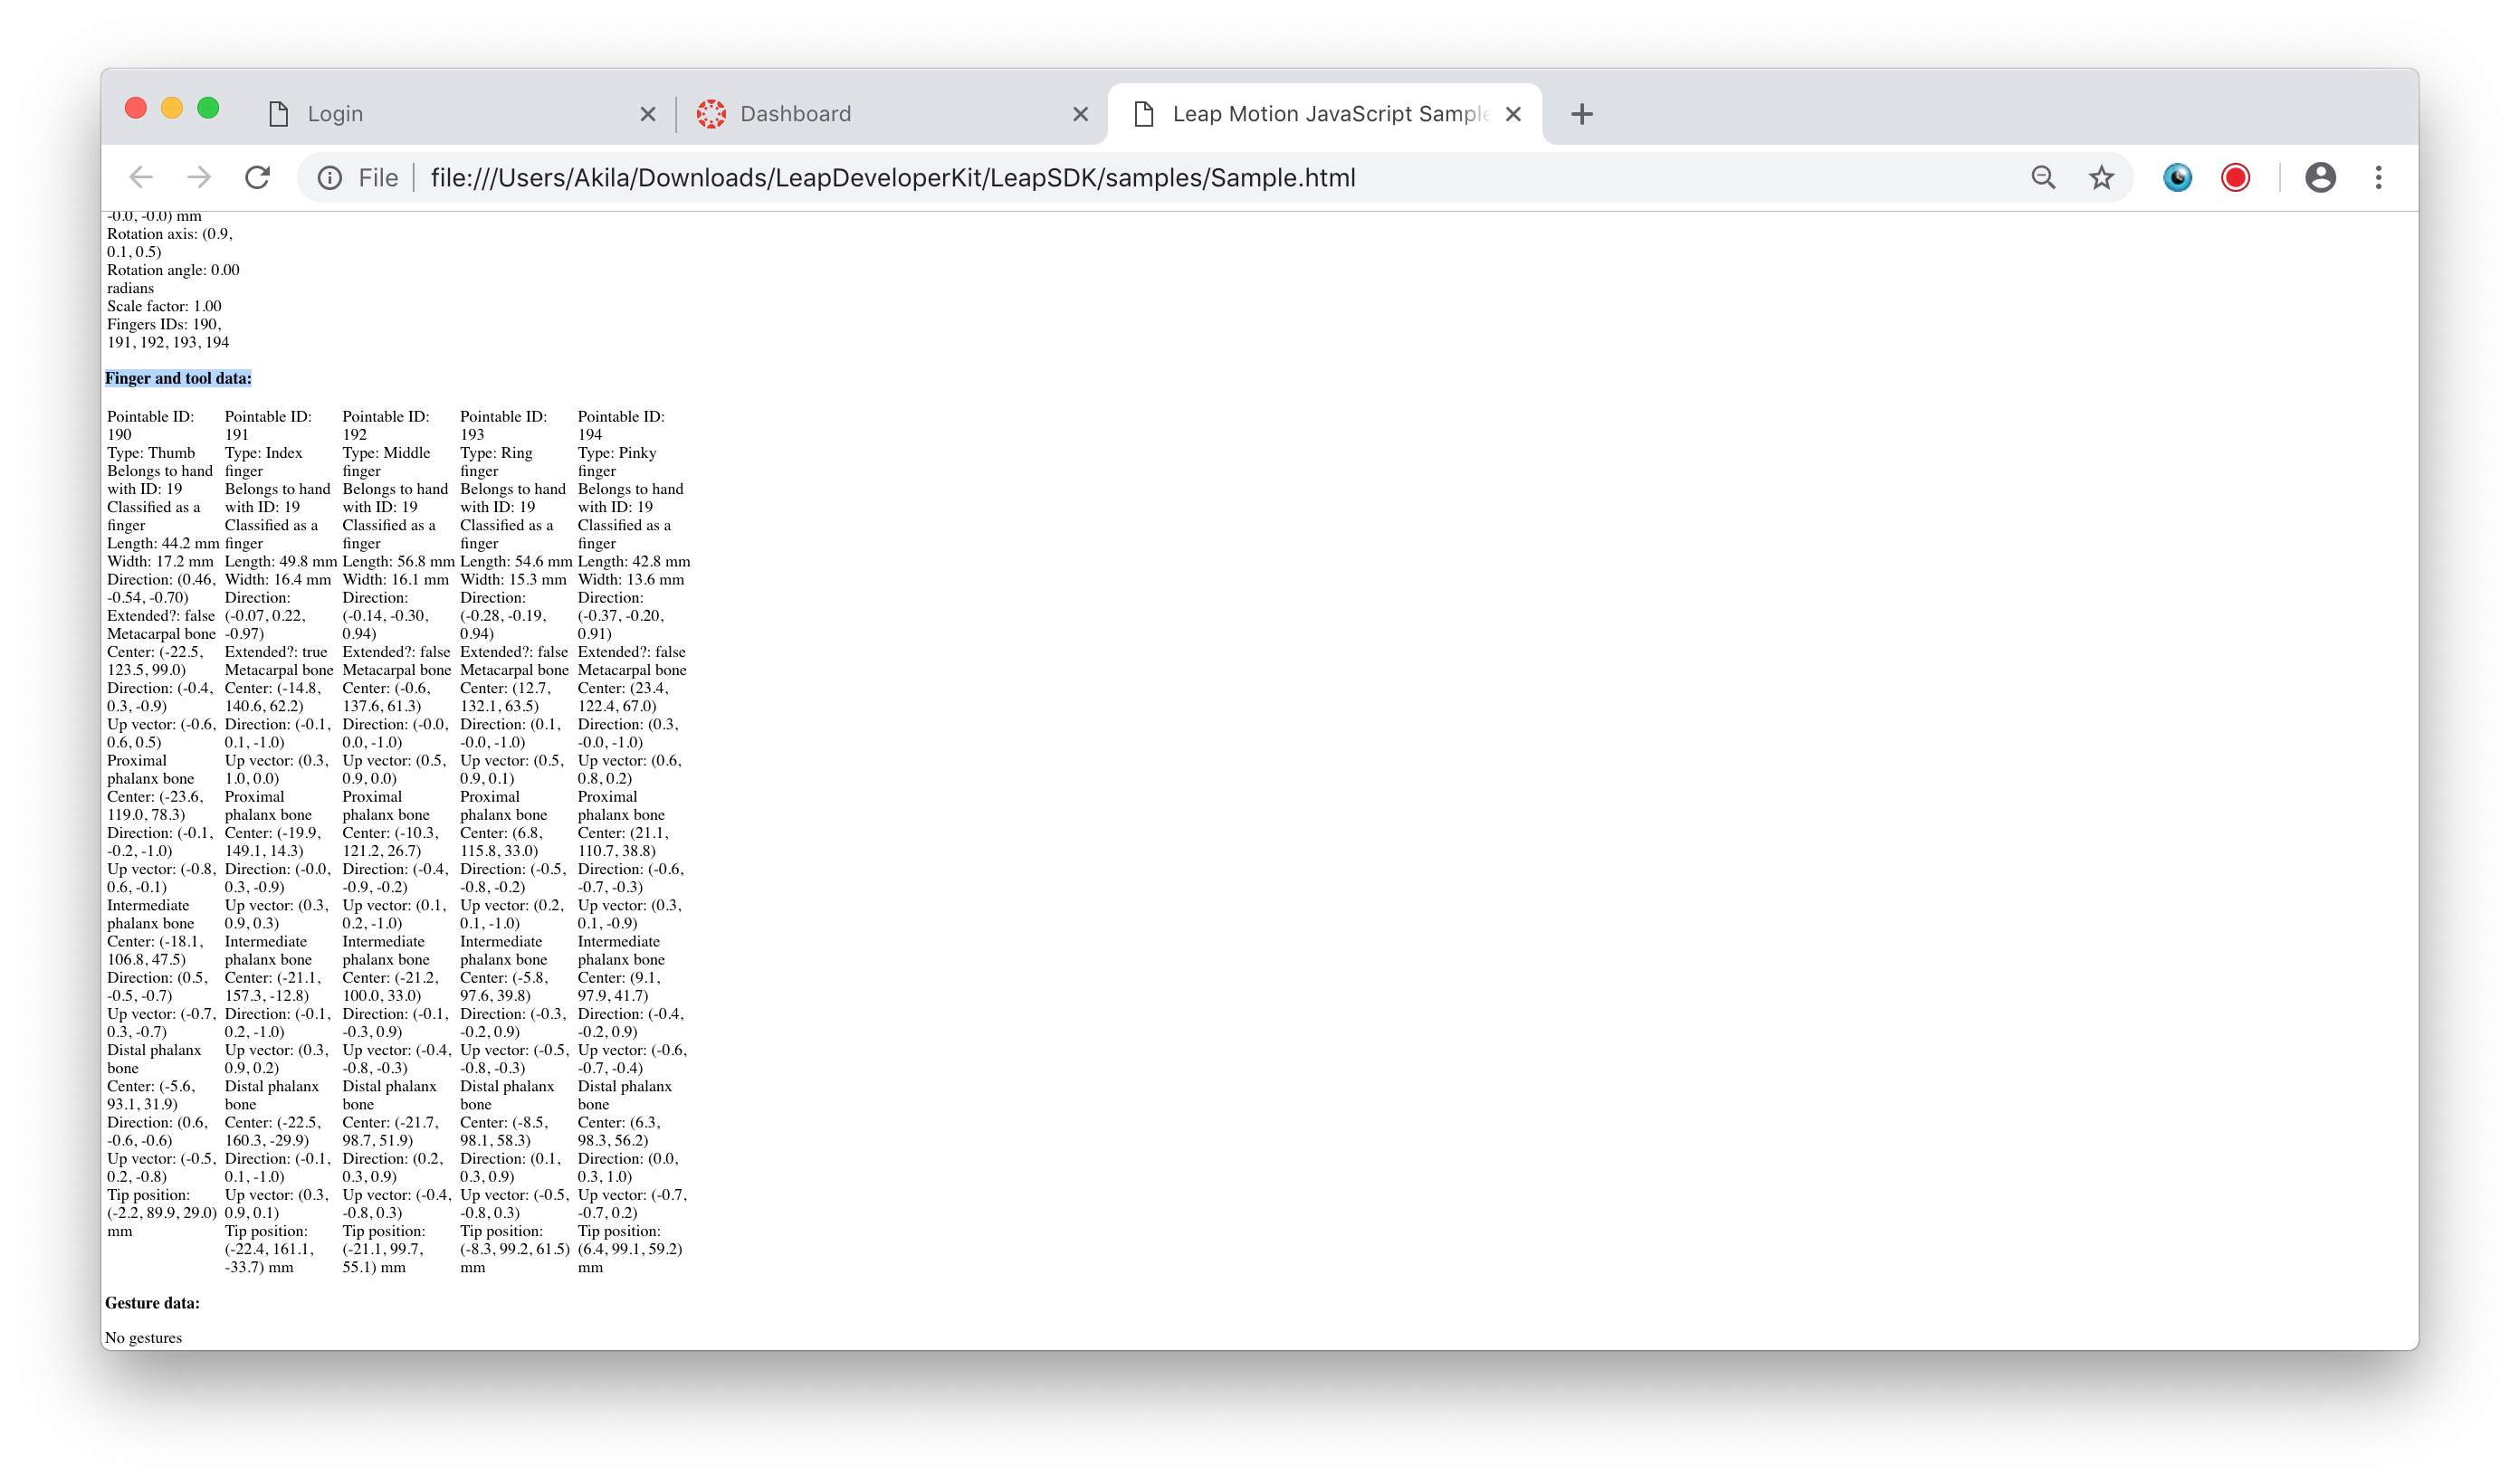 Login
Dashboard
Leap Motion JavaScript Sample
File
file:///Users/Akila/Downloads/LeapDeveloperKit/LeapSDK/samples/Sample.html
-0.0, -0.0) mm
Rotation axis: (0.9,
0.1, 0.5)
Rotation angle: 0.00
radians
Scale factor: 1.00
Fingers IDs: 190,
191, 192, 193, 194
Finger and tool data:
Pointable ID:
190
Type: Thumb
Belongs to hand
with ID: 19
Classified as a
finger
Length: 44.2 mm
Width: 17.2 mm
Direction: (0.46,
-0.54, -0.70)
Extended?: false
Metacarpal bone
Center: (-22.5,
123.5, 99.0)
Direction: (-0.4,
0.3, -0.9)
Up vector: (-0.6,
0.6, 0.5)
Proximal
phalanx bone
Center: (-23.6,
119.0, 78.3)
Direction: (-0.1,
-0.2, -1.0)
Up vector: (-0.8,
0.6, -0.1)
Intermediate
phalanx bone
Center: (-18.1,
106.8, 47.5)
Direction: (0.5,
-0.5, -0.7)
Up vector: (-0.7,
0.3, -0.7)
Distal phalanx
bone
Center: (-5.6,
93.1, 31.9)
Direction: (0.6,
-0.6, -0.6)
Up vector: (-0.5,
0.2, -0.8)
Tip position:
(-2.2, 89.9, 29.0)
mm
Pointable ID:
191
Type: Index
finger
Belongs to hand
with ID: 19
Classified as a
finger
Length: 49.8 mm
Width: 16.4 mm
Direction:
(-0.07, 0.22,
-0.97)
Extended?: true
Metacarpal bone
Center: (-14.8,
140.6, 62.2)
Direction: (-0.1,
0.1, -1.0)
Up vector: (0.3,
1.0, 0.0)
Proximal
phalanx bone
Center: (-19.9,
149.1, 14.3)
Direction: (-0.0,
0.3, -0.9)
Up vector: (0.3,
0.9, 0.3)
Intermediate
phalanx bone
Center: (-21.1,
157.3, -12.8)
Direction: (-0.1,
0.2, -1.0)
Up vector: (0.3,
0.9, 0.2)
Distal phalanx
bone
Center: (-22.5,
160.3, -29.9)
Direction: (-0.1,
0.1, -1.0)
Up vector: (0.3,
0.9, 0.1)
Tip position:
(-22.4, 161.1,
-33.7) mm
Pointable ID:
192
Type: Middle
finger
Belongs to hand
with ID: 19
Classified as a
finger
Length: 56.8 mm
Width: 16.1 mm
Direction:
(-0.14, -0.30,
0.94)
Extended?: false
Metacarpal bone
Center: (-0.6,
137.6, 61.3)
Direction: (-0.0,
0.0, -1.0)
Up vector: (0.5,
0.9, 0.0)
Proximal
phalanx bone
Center: (-10.3,
121.2, 26.7)
Direction: (-0.4,
-0.9, -0.2)
Up vector: (0.1,
0.2, -1.0)
Intermediate
phalanx bone
Center: (-21.2,
100.0, 33.0)
Direction: (-0.1,
-0.3, 0.9)
Up vector: (-0.4,
-0.8, -0.3)
Distal phalanx
bone
Center: (-21.7,
98.7, 51.9)
Direction: (0.2,
0.3, 0.9)
Up vector: (-0.4,
-0.8, 0.3)
Tip position:
(-21.1, 99.7,
55.1) mm
Pointable ID:
193
Type: Ring
finger
Belongs to hand
with ID: 19
Classified as a
finger
Length: 54.6 mm
Width: 15.3 mm
Direction:
(-0.28, -0.19,
0.94)
Extended?: false
Metacarpal bone
Center: (12.7,
132.1, 63.5)
Direction: (0.1,
-0.0, -1.0)
Up vector: (0.5,
0.9, 0.1)
Proximal
phalanx bone
Center: (6.8,
115.8, 33.0)
Direction: (-0.5,
-0.8, -0.2)
Up vector: (0.2,
0.1, -1.0)
Intermediate
phalanx bone
Center: (-5.8,
97.6, 39.8)
Direction: (-0.3,
-0.2, 0.9)
Up vector: (-0.5,
-0.8, -0.3)
Distal phalanx
bone
Center: (-8.5,
98.1, 58.3)
Direction: (0.1,
0.3, 0.9)
Up vector: (-0.5,
-0.8, 0.3)
Tip position:
(-8.3, 99.2, 61.5)
mm
Pointable ID:
194
Type: Pinky
finger
Belongs to hand
with ID: 19
Classified as a
finger
Length: 42.8 mm
Width: 13.6 mm
Direction:
(-0.37, -0.20,
0.91)
Extended?: false
Metacarpal bone
Center: (23.4,
122.4, 67.0)
Direction: (0.3,
-0.0, -1.0)
Up vector: (0.6,
0.8, 0.2)
Proximal
phalanx bone
Center: (21.1,
110.7, 38.8)
Direction: (-0.6,
-0.7, -0.3)
Up vector: (0.3,
0.1, -0.9)
Intermediate
phalanx bone
Center: (9.1,
97.9, 41.7)
Direction: (-0.4,
-0.2, 0.9)
Up vector: (-0.6,
-0.7, -0.4)
Distal phalanx
bone
Center: (6.3,
98.3, 56.2)
Direction: (0.0,
0.3, 1.0)
Up vector: (-0.7,
-0.7, 0.2)
Tip position:
(6.4, 99.1, 59.2)
mm
Gesture data:
No gestures